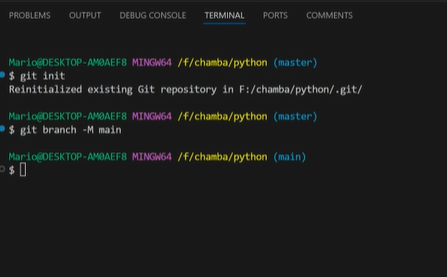 PROBLEMS OUTPUT DEBUG CONSOLE TERMINAL PORTS COMMENTS
Mario@DESKTOP-AM0AEF8 MINGW64 /f/chamba/python (master)
$ git init
Reinitialized existing Git repository in F:/chamba/python/.git/
Mario@DESKTOP-AM0AEF8 MINGW64 /f/chamba/python (master)
$ git branch -M main
Mario@DESKTOP-AM0AEF8 MINGW64 /f/chamba/python (main)
$